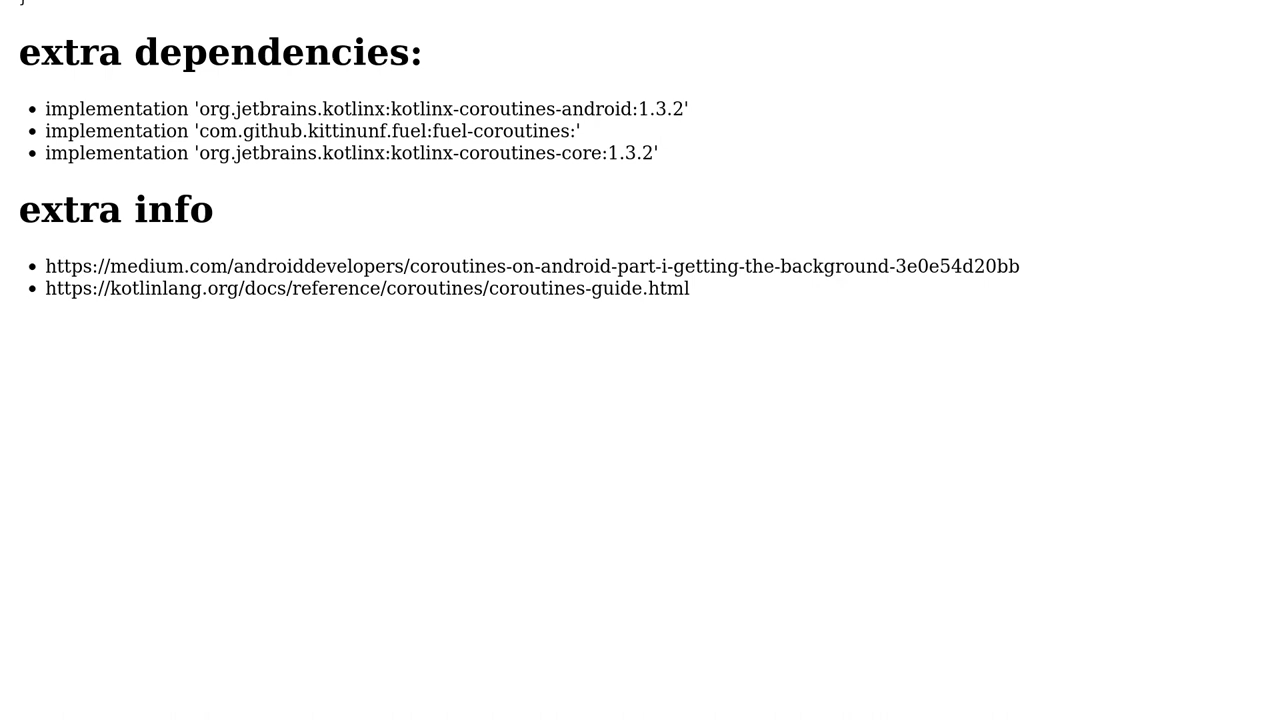 extra dependencies:
• implementation 'org.jetbrains.kotlinx:kotlinx-coroutines-android:1.3.2'
• implementation 'com.github.kittinunf.fuel:fuel-coroutines:'
• implementation 'org.jetbrains.kotlinx:kotlinx-coroutines-core:1.3.2'
extra info
• https://medium.com/androiddevelopers/coroutines-on-android-part-i-getting-the-background-3e0e54d20bb
• https://kotlinlang.org/docs/reference/coroutines/coroutines-guide.html